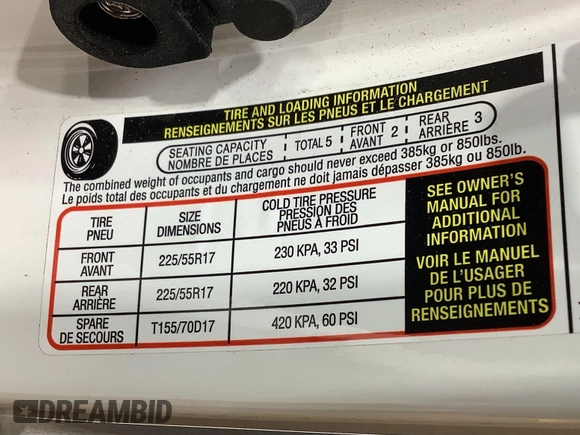 TIRE AND LOADING INFORMATION
RENSEIGNEMENTS SUR LES PNEUS ET LE CHARGEMENT
SEATING CAPACITY
NOMBRE DE PLACES
TOTAL 5
FRONT
AVANT 2
REAR
ARRIÈRE 3
The combined weight of occupants and cargo should never exceed 385kg or 850lbs.
Le poids total des occupants et du chargement ne doit jamais dépasser 385kg ou 850lb.
TIRE
PNEU
SIZE
DIMENSIONS
COLD TIRE PRESSURE
PRESSION DES
PNEUS À FROID
FRONT
AVANT
225/55R17
230 KPA, 33 PSI
REAR
ARRIÈRE
225/55R17
220 KPA, 32 PSI
SPARE
DE SECOURS
T155/70D17
420 KPA, 60 PSI
SEE OWNER'S
MANUAL FOR
ADDITIONAL
INFORMATION
VOIR LE MANUEL
DE L'USAGER
POUR PLUS DE
RENSEIGNEMENTS
DREAMBID